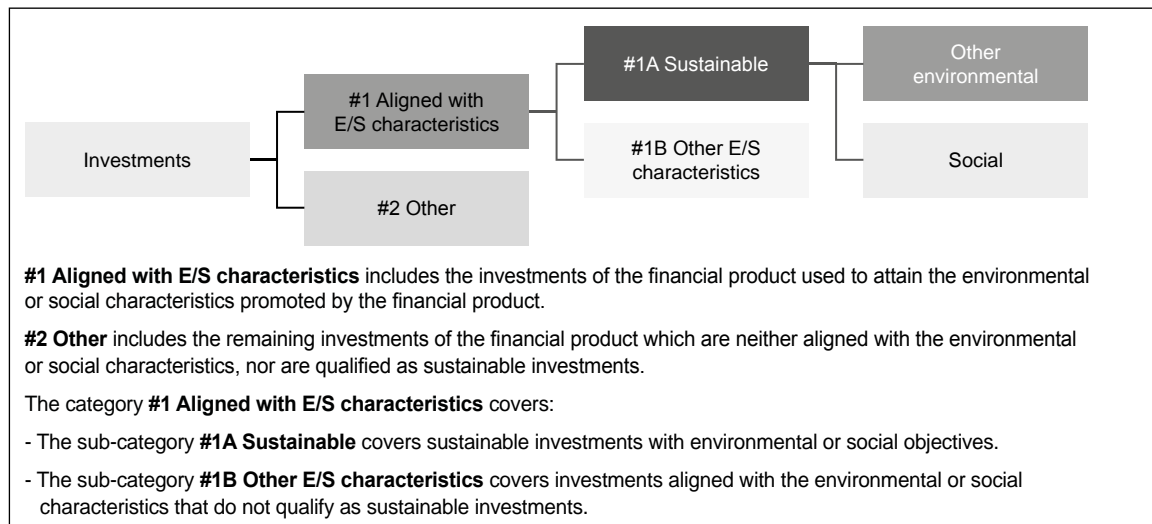 #1A Sustainable
Other
environmental
#1 Aligned with
E/S characteristics
Investments
#1B Other E/S
characteristics
Social
#2 Other
#1 Aligned with E/S characteristics includes the investments of the financial product used to attain the environmental
or social characteristics promoted by the financial product.
#2 Other includes the remaining investments of the financial product which are neither aligned with the environmental
or social characteristics, nor are qualified as sustainable investments.
The category #1 Aligned with E/S characteristics covers:
- The sub-category #1A Sustainable covers sustainable investments with environmental or social objectives.
- The sub-category #1B Other E/S characteristics covers investments aligned with the environmental or social
characteristics that do not qualify as sustainable investments.